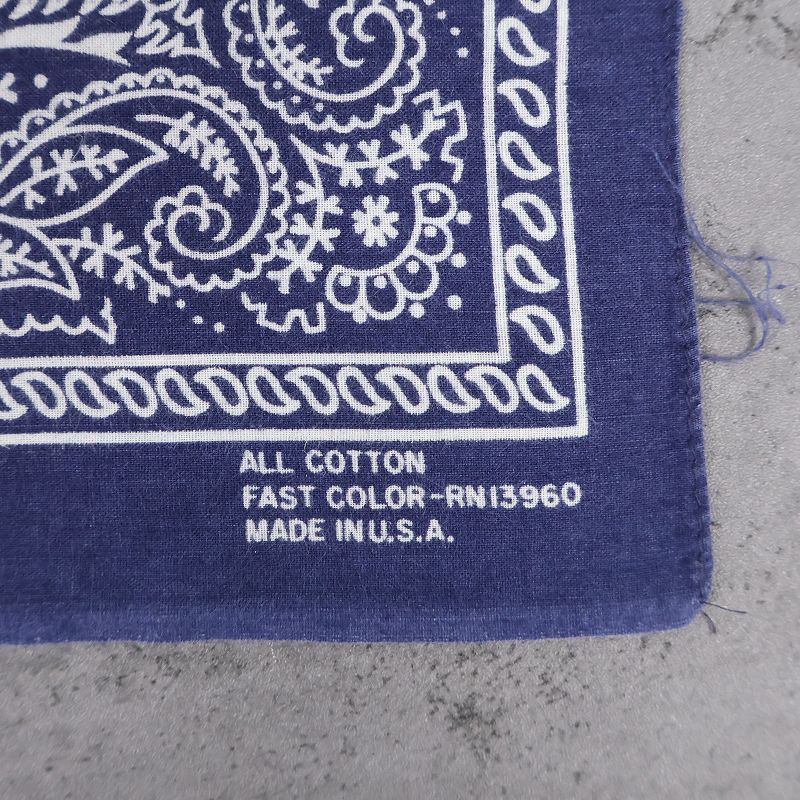 ALL COTTON
FAST COLOR-RN13960
MADE IN U.S.A.